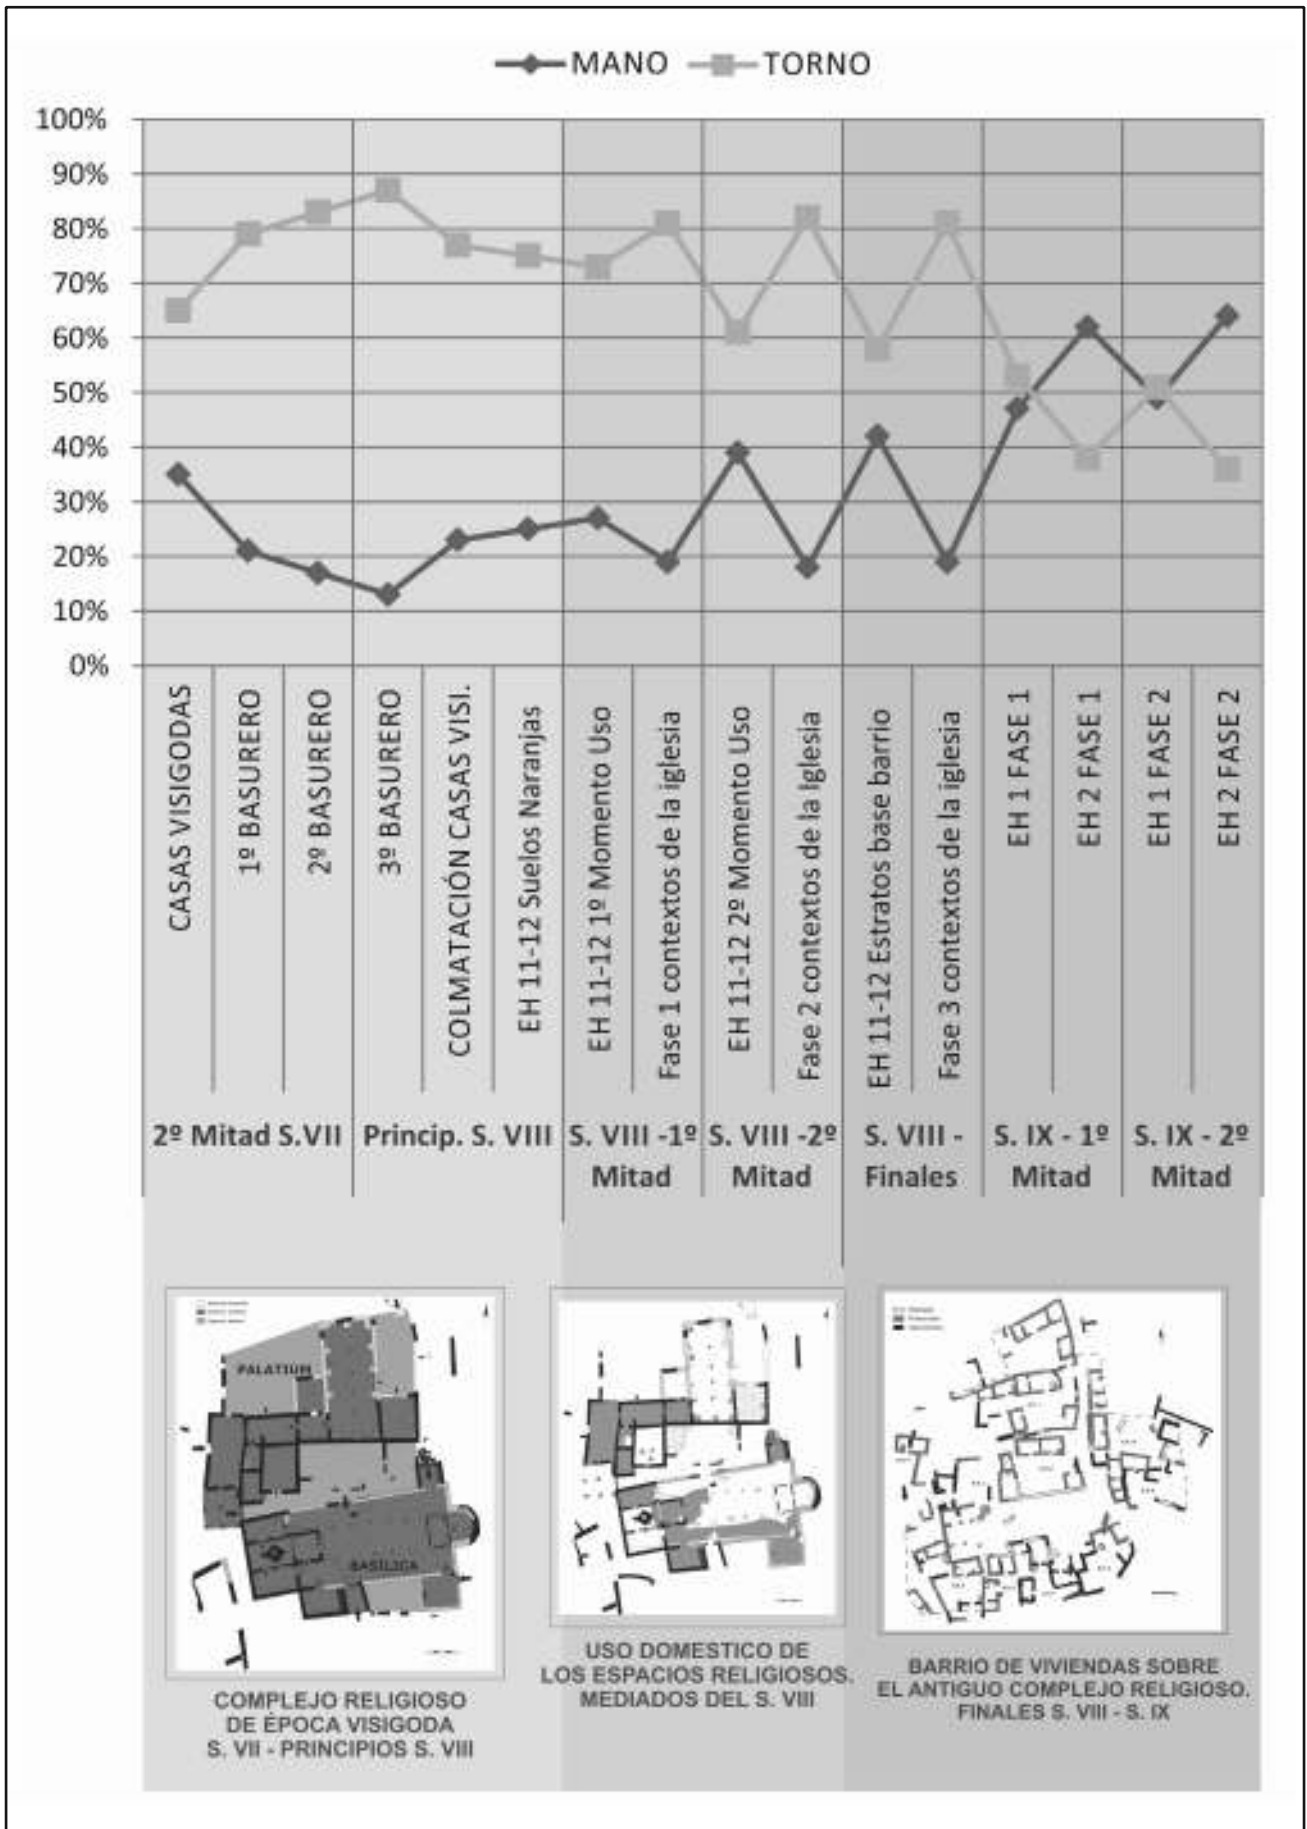 MANO TORNO
100%
90%
80%
70%
60%
50%
40%
30%
20%
10%
0%
CASAS VISIGODAS
1º BASURERO
2º BASURERO
3º BASURERO
COLMATACIÓN CASAS VISI.
EH 11-12 Suelos Naranjas
EH 11-12 1º Momento Uso
Fase 1 contextos de la iglesia
EH 11-12 2º Momento Uso
Fase 2 contextos de la Iglesia
EH 11-12 Estratos base barrio
Fase 3 contextos de la iglesia
EH 1 FASE 1
EH 2 FASE 1
EH 1 FASE 2
EH 2 FASE 2
2º Mitad S.VII
Princip. S. VIII
S. VIII -1º
Mitad
S. VIII -2º
Mitad
S. VIII -
Finales
S. IX - 1º
Mitad
S. IX - 2º
Mitad
PALATIUM
BASÍLICA
COMPLEJO RELIGIOSO
DE ÉPOCA VISIGODA
S. VII - PRINCIPIOS S. VIII
USO DOMESTICO DE
LOS ESPACIOS RELIGIOSOS.
MEDIADOS DEL S. VIII
BARRIO DE VIVIENDAS SOBRE
EL ANTIGUO COMPLEJO RELIGIOSO.
FINALES S. VIII - S. IX